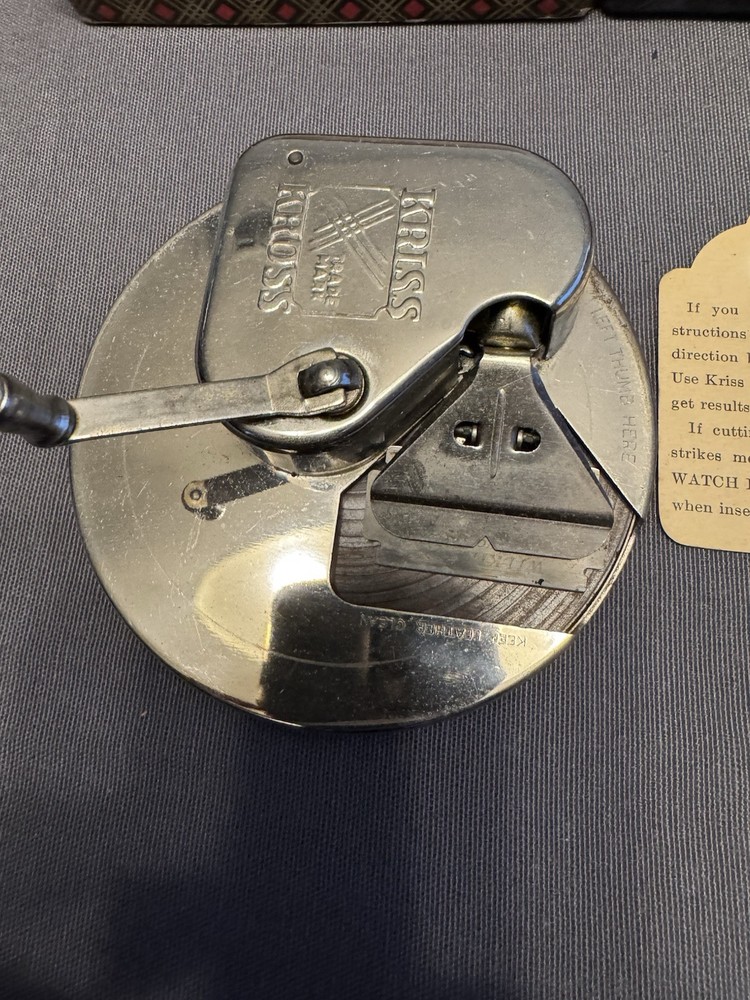 KRISS
KROSS
TRADE
MARK
LEFT THUMB HERE
KEEP LEATHER CLEAN
If you
structions
direction
Use Kriss
get results
If cutti
strikes
WATCH
when inse